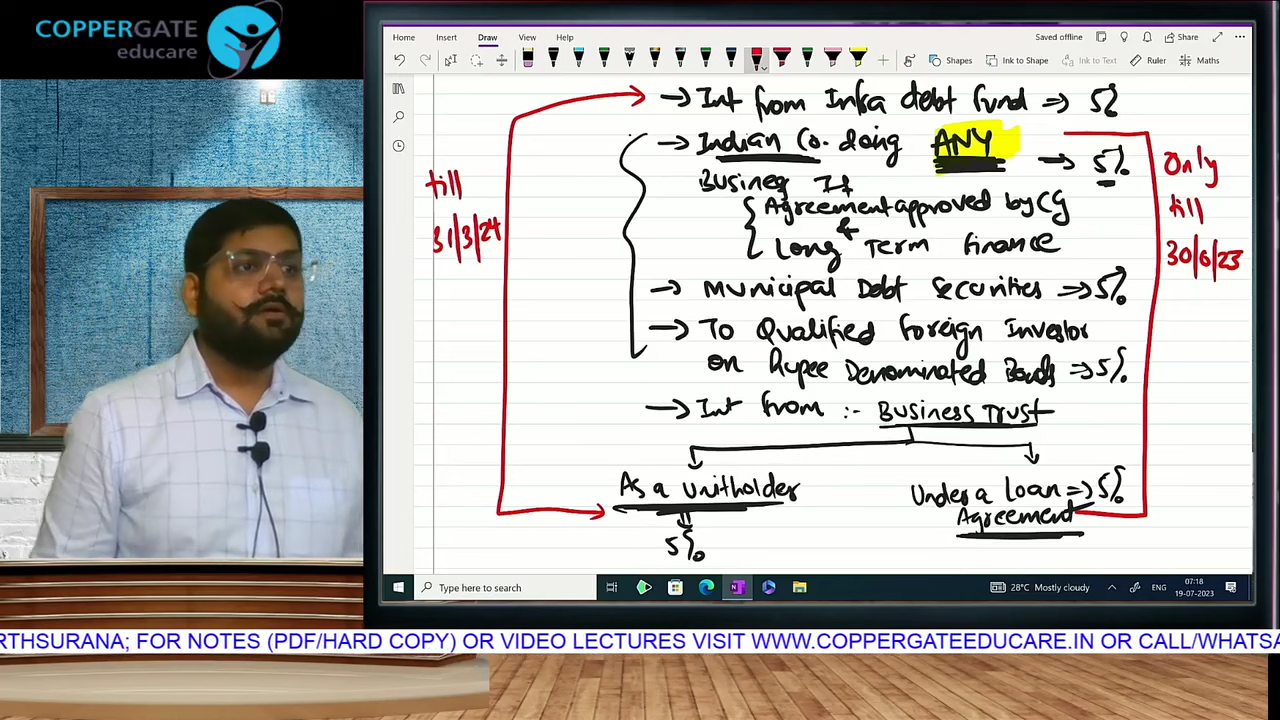 COPPERGATE
educare
Home Insert Draw View Help
Saved offline
Share
Shapes
Ink to Shape
Ink to Text
Ruler
Maths
→ Int from Infra debt fund ⇒ 5%
→ Indian Co. doing ANY → 5%
Business If
Agreement approved by CG
&
Long Term finance
→ Municipal Debt Securities ⇒ 5%
→ To Qualified Foreign Investor
on Rupee Denominated Bonds ⇒ 5%
→ Int from :- Business Trust
As a unitholder
5%
Under a Loan ⇒ 5%
Agreement
till
31/3/24
Only
till
30/6/23
Type here to search
28°C Mostly cloudy
ENG
07:18
19-07-2023
RTHSURANA; FOR NOTES (PDF/HARD COPY) OR VIDEO LECTURES VISIT WWW.COPPERGATEEDUCARE.IN OR CALL/WHATSA